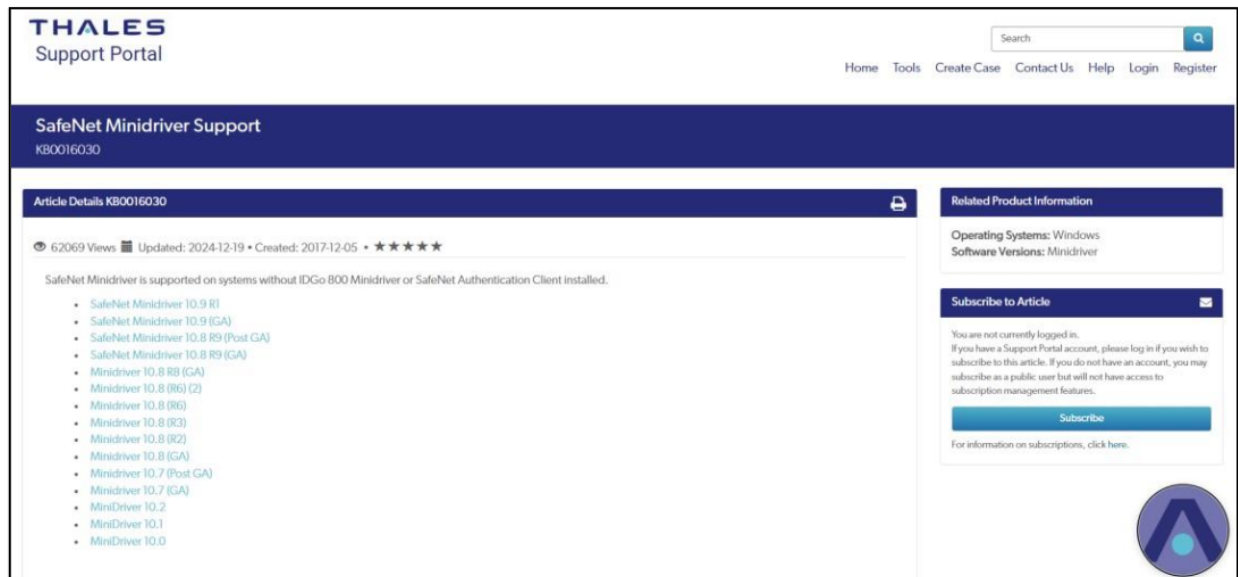 THALES
Support Portal
Search
Home Tools Create Case Contact Us Help Login Register
SafeNet Minidriver Support
KB0016030
Article Details KB0016030
62069 Views Updated: 2024-12-19 • Created: 2017-12-05 • ★★★★★
SafeNet Minidriver is supported on systems without IDGo 800 Minidriver or SafeNet Authentication Client installed.
• SafeNet Minidriver 10.9 R1
• SafeNet Minidriver 10.9 (GA)
• SafeNet Minidriver 10.8 R9 (Post GA)
• SafeNet Minidriver 10.8 R9 (GA)
• Minidriver 10.8 R8 (GA)
• Minidriver 10.8 (R6) (2)
• Minidriver 10.8 (R6)
• Minidriver 10.8 (R3)
• Minidriver 10.8 (R2)
• Minidriver 10.8 (GA)
• Minidriver 10.7 (Post GA)
• Minidriver 10.7 (GA)
• MiniDriver 10.2
• MiniDriver 10.1
• MiniDriver 10.0
Related Product Information
Operating Systems: Windows
Software Versions: Minidriver
Subscribe to Article
You are not currently logged in.
If you have a Support Portal account, please log in if you wish to
subscribe to this article. If you do not have an account, you may
subscribe as a public user but will not have access to
subscription management features.
Subscribe
For information on subscriptions, click here.